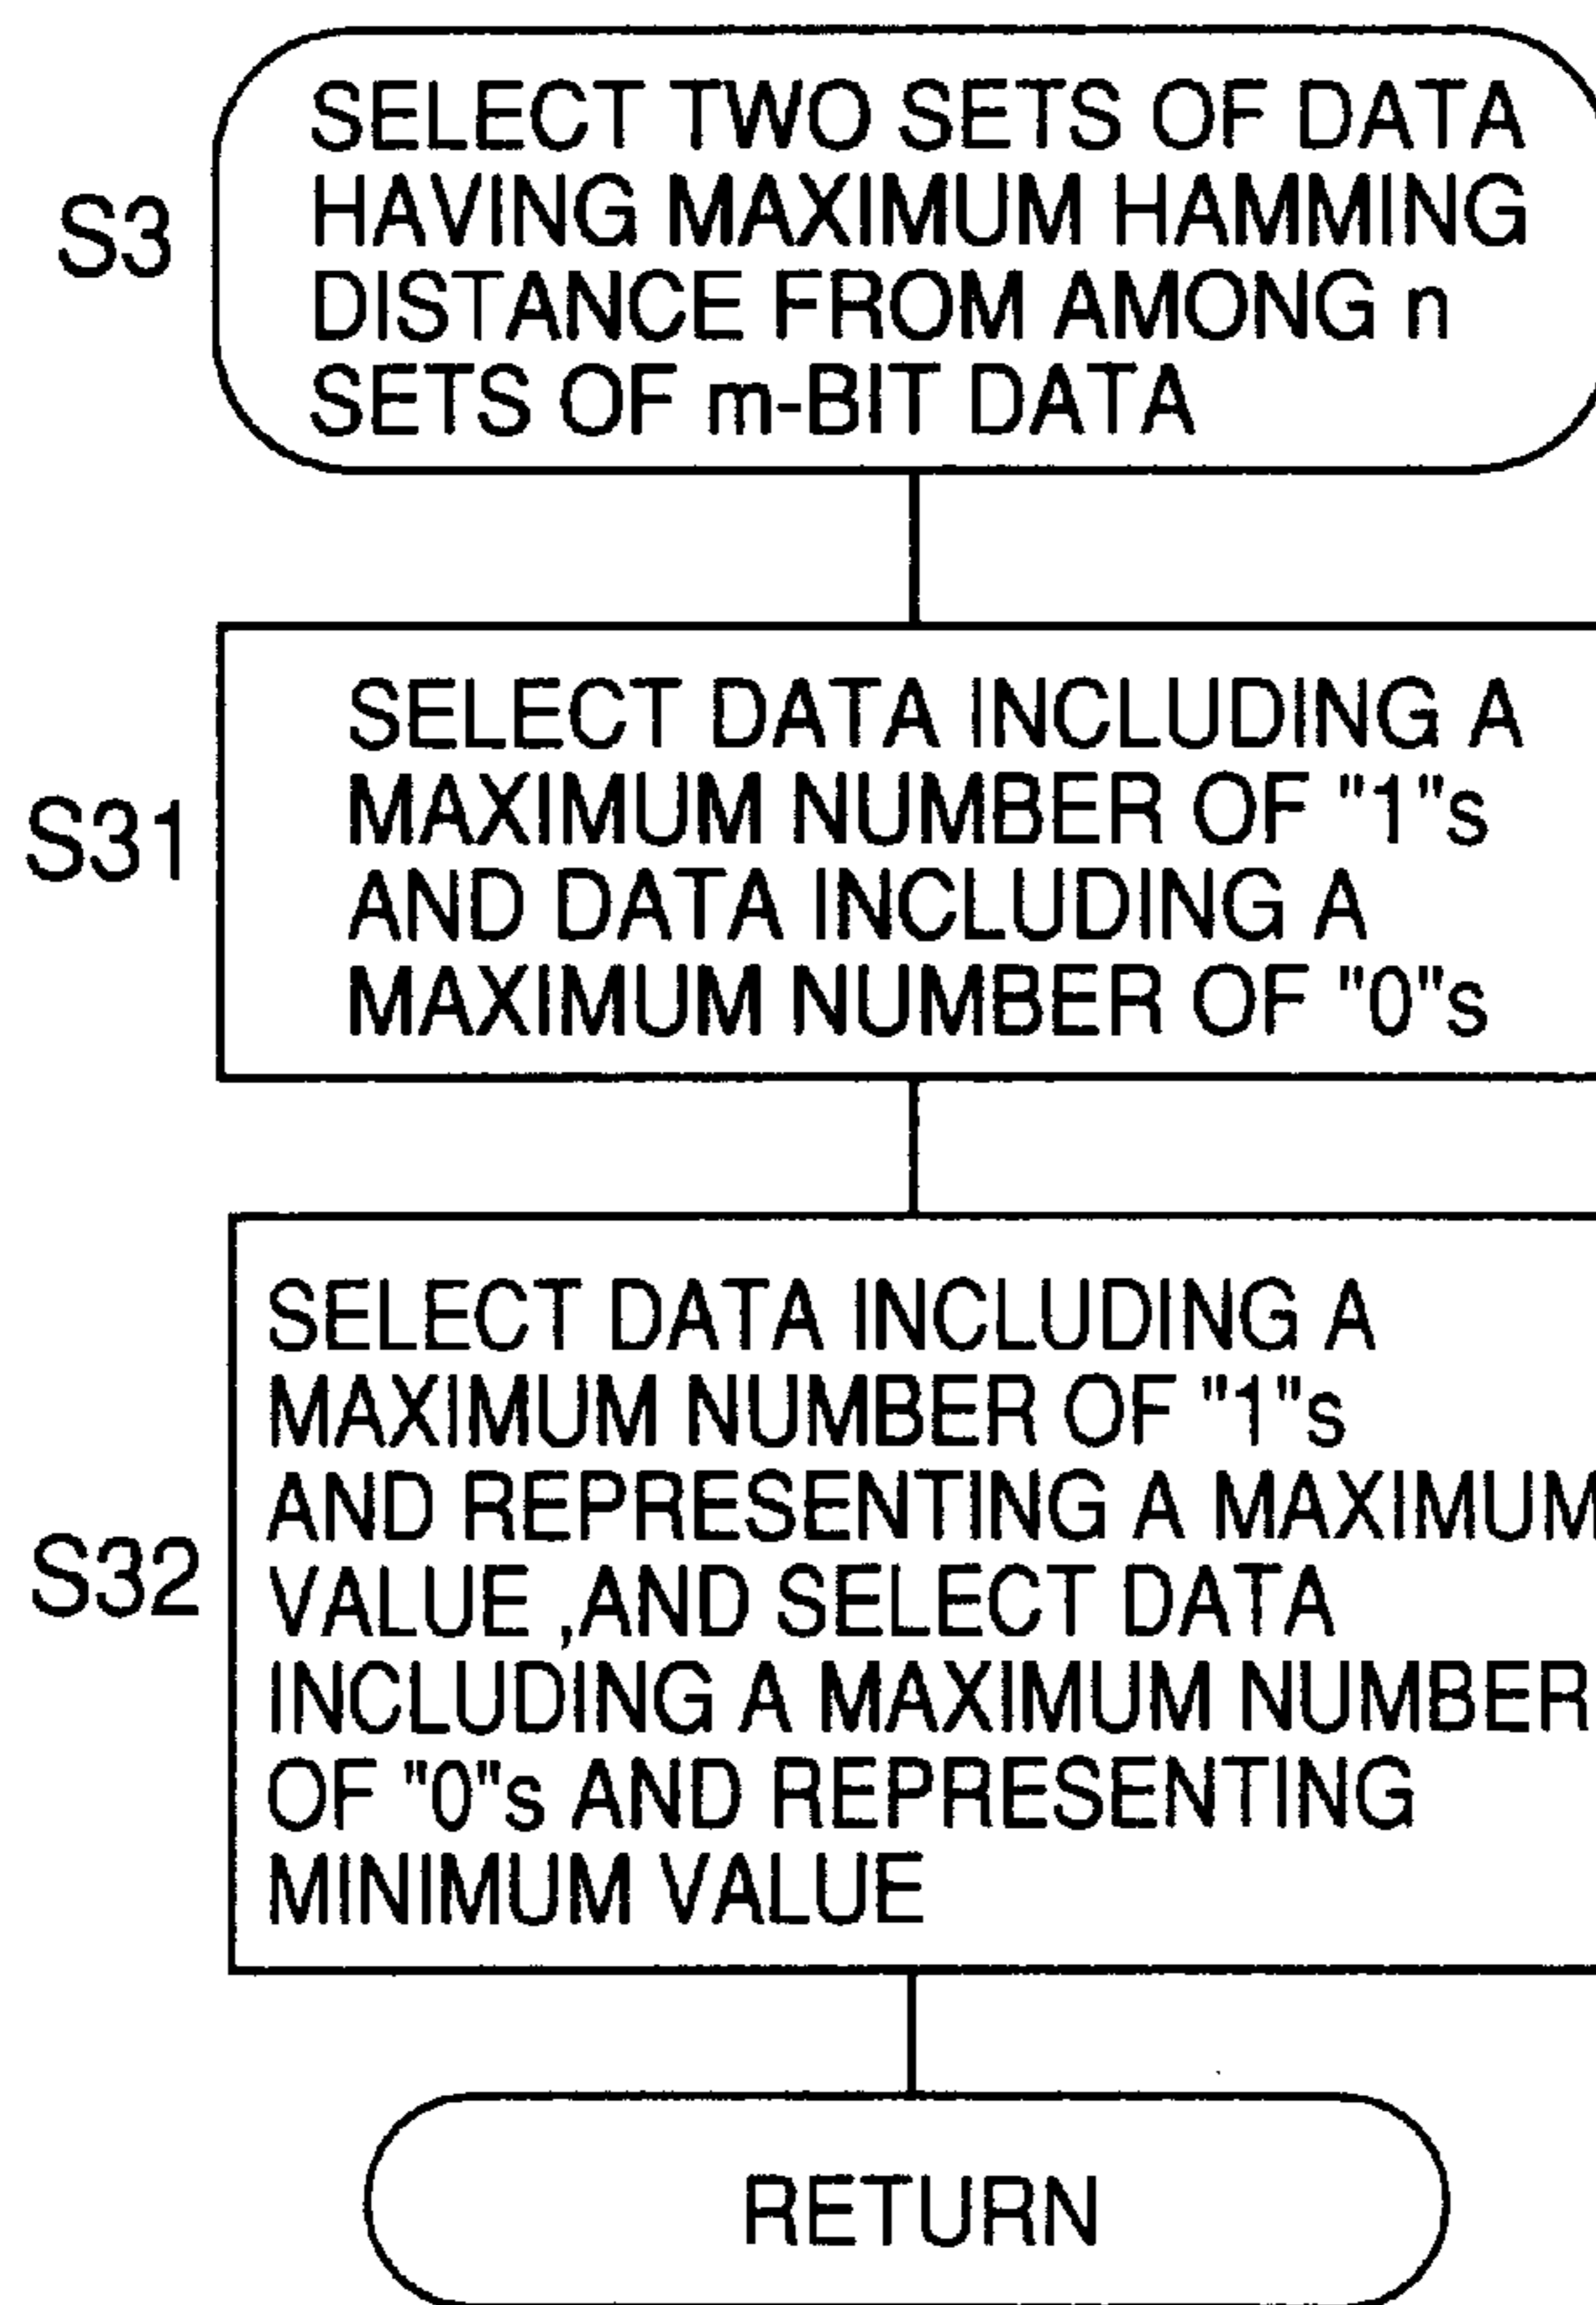 SELECT TWO SETS OF DATA
HAVING MAXIMUM HAMMING
DISTANCE FROM AMONG n
SETS OF m-BIT DATA
S3
SELECT DATA INCLUDING A
MAXIMUM NUMBER OF "1"s
AND DATA INCLUDING A
MAXIMUM NUMBER OF "0"s
S31
SELECT DATA INCLUDING A
MAXIMUM NUMBER OF "1"s
AND REPRESENTING A MAXIMUM
VALUE ,AND SELECT DATA
INCLUDING A MAXIMUM NUMBER
OF "0"s AND REPRESENTING
MINIMUM VALUE
S32
RETURN